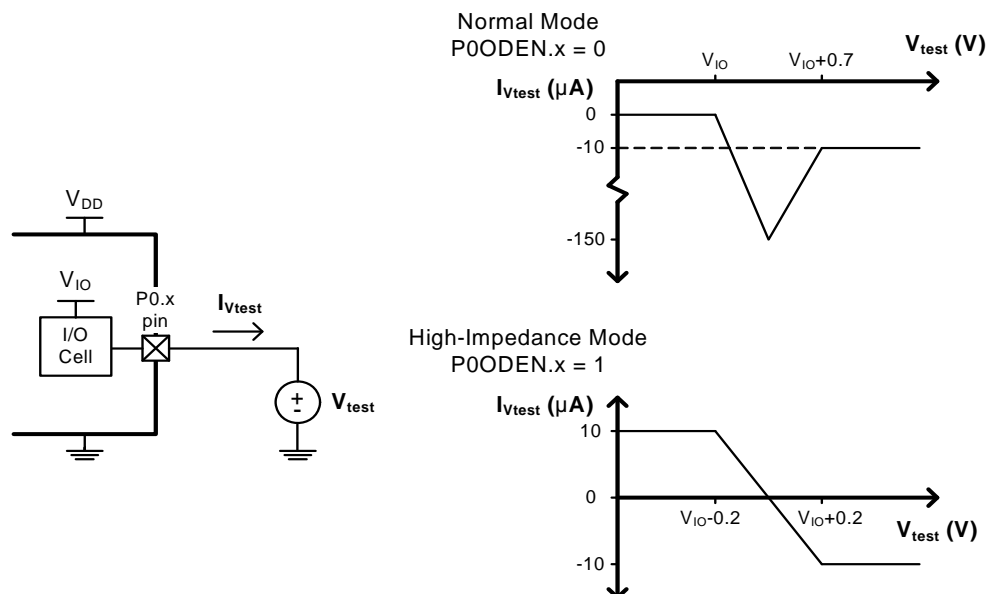 Normal Mode
P0ODEN.x = 0
V_test (V)
V_IO
V_IO+0.7
I_Vtest (µA)
0
-10
-150
V_DD
V_IO
P0.x
pin
I_Vtest
I/O
Cell
+
-
V_test
High-Impedance Mode
P0ODEN.x = 1
I_Vtest (µA)
10
0
V_IO-0.2
V_IO+0.2
V_test (V)
-10